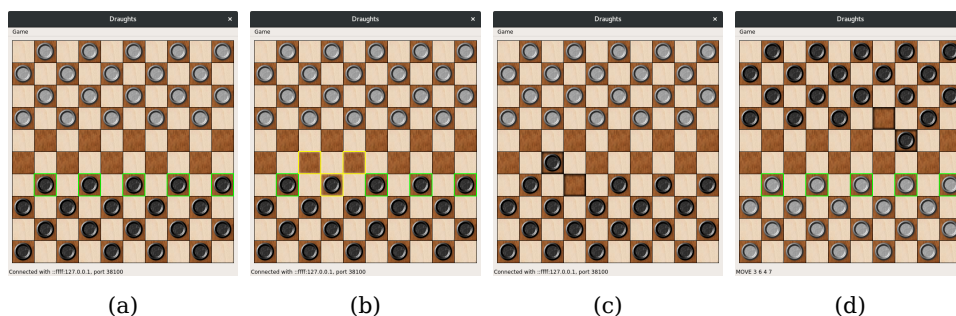 Draughts × Draughts × Draughts × Draughts ×
Game Game Game Game
Connected with ::ffff:127.0.0.1, port 38100 Connected with ::ffff:127.0.0.1, port 38100 Connected with ::ffff:127.0.0.1, port 38100 MOVE 3 6 4 7
(a) (b) (c) (d)